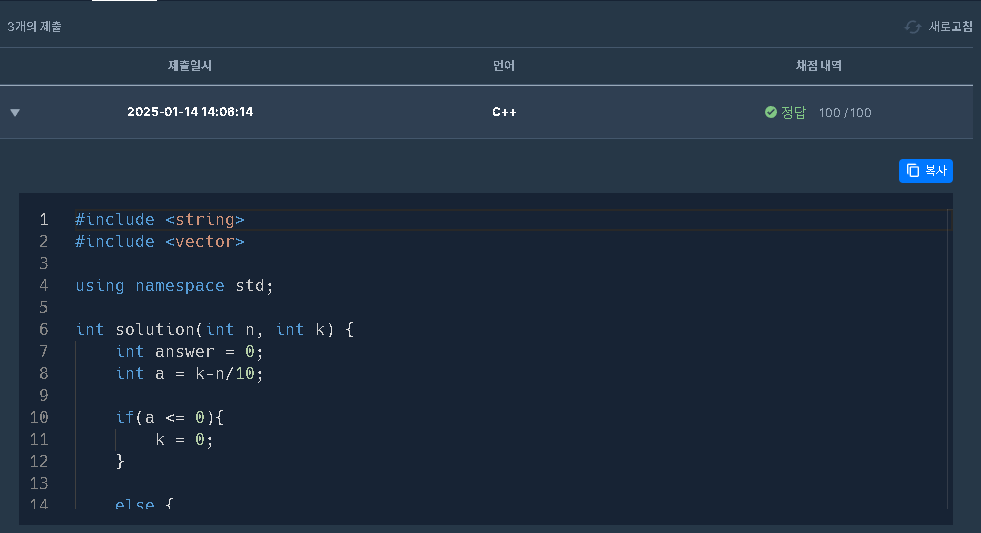 3개의 제출
새로고침
제출일시 언어 채점 내역
▼ 2025-01-14 14:06:14 C++ 정답 100 /100
복사
1 #include <string>
2 #include <vector>
3
4 using namespace std;
5
6 int solution(int n, int k) {
7     int answer = 0;
8     int a = k-n/10;
9
10     if(a <= 0){
11         k = 0;
12     }
13
14     else {